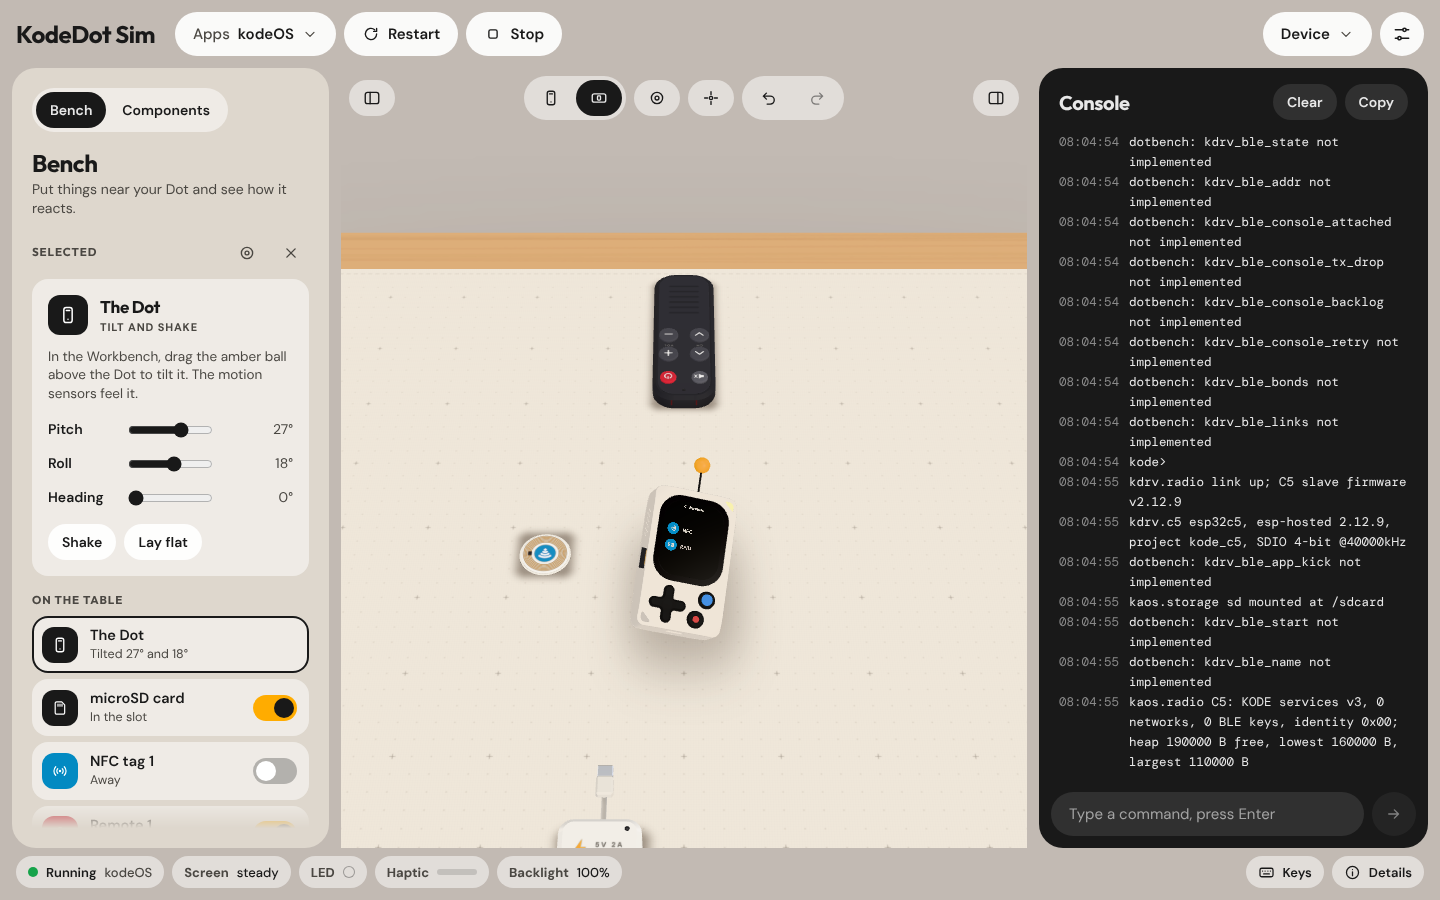 KodeDot Sim
Apps kodeOS
Restart
Stop
Device
Bench
Components
Bench
Put things near your Dot and see how it
reacts.
SELECTED
The Dot
TILT AND SHAKE
In the Workbench, drag the amber ball
above the Dot to tilt it. The motion
sensors feel it.
Pitch 27°
Roll 18°
Heading 0°
Shake
Lay flat
ON THE TABLE
The Dot
Tilted 27° and 18°
microSD card
In the slot
NFC tag 1
Away
Remote 1
NFC
5V 2A
Console
Clear
Copy
08:04:54 dotbench: kdrv_ble_state not
implemented
08:04:54 dotbench: kdrv_ble_addr not
implemented
08:04:54 dotbench: kdrv_ble_console_attached
not implemented
08:04:54 dotbench: kdrv_ble_console_tx_drop
not implemented
08:04:54 dotbench: kdrv_ble_console_backlog
not implemented
08:04:54 dotbench: kdrv_ble_console_retry not
implemented
08:04:54 dotbench: kdrv_ble_bonds not
implemented
08:04:54 dotbench: kdrv_ble_links not
implemented
08:04:54 kode>
08:04:55 kdrv.radio link up; C5 slave firmware
v2.12.9
08:04:55 kdrv.c5 esp32c5, esp-hosted 2.12.9,
project kode_c5, SDIO 4-bit @40000kHz
08:04:55 dotbench: kdrv_app_kick not
implemented
08:04:55 kaos.storage sd mounted at /sdcard
08:04:55 dotbench: kdrv_ble_start not
implemented
08:04:55 dotbench: kdrv_ble_name not
implemented
08:04:55 kaos.radio C5: KODE services v3, 0
networks, 0 BLE keys, identity 0x00;
heap 190000 B free, lowest 160000 B,
largest 110000 B
Type a command, press Enter
Running kodeOS
Screen steady
LED
Haptic
Backlight 100%
Keys
Details